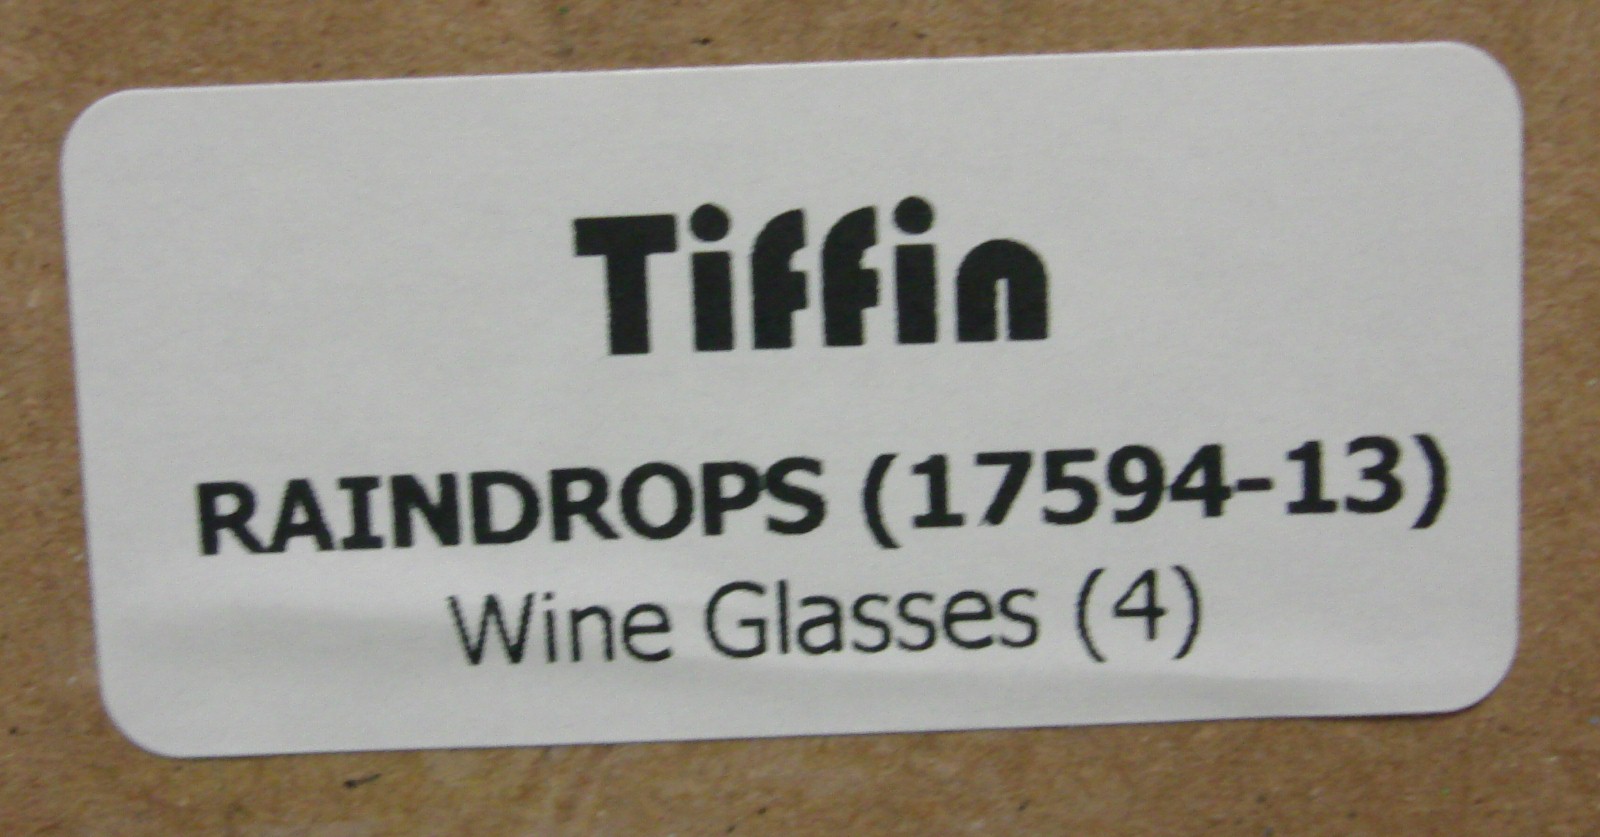 Tiffin
RAINDROPS (17594-13)
Wine Glasses (4)